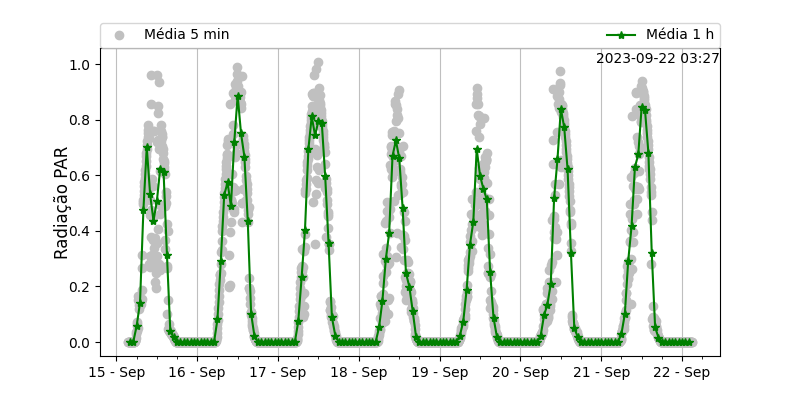 Média 5 min
Média 1 h
2023-09-22 03:27
Radiação PAR
1.0
0.8
0.6
0.4
0.2
0.0
15 - Sep
16 - Sep
17 - Sep
18 - Sep
19 - Sep
20 - Sep
21 - Sep
22 - Sep